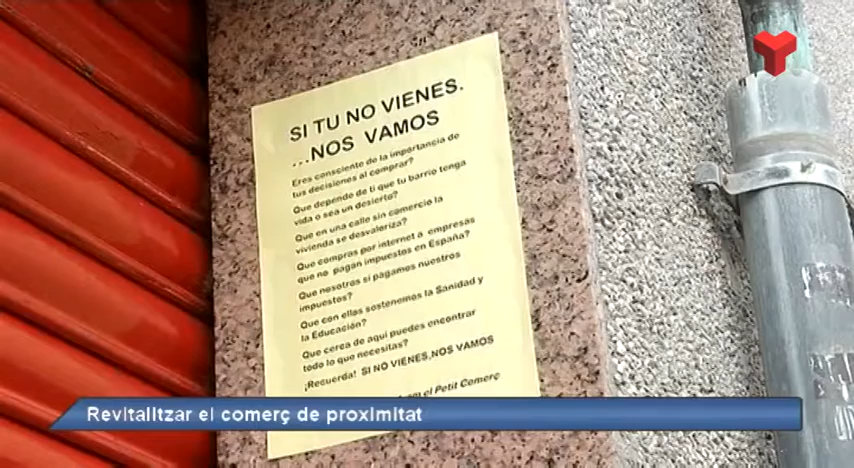 SI TU NO VIENES.
...NOS VAMOS
Eres consciente de la importancia de
tus decisiones al comprar?
Que depende de ti que tu barrio tenga
vida o sea un desierto?
Que en una calle sin comercio la
vivienda se desvaloriza?
Que compras por internet a empresas
que no pagan impuestos en España?
Que nosotros si pagamos nuestros
impuestos?
Que con ellas sostenemos la Sanidad y
la Educación?
Que cerca de aqui puedes encontrar
todo lo que necesitas?
¡Recuerda! SI NO VIENES,NOS VAMOS
em el Petit Comerç
Revitalitzar el comerç de proximitat